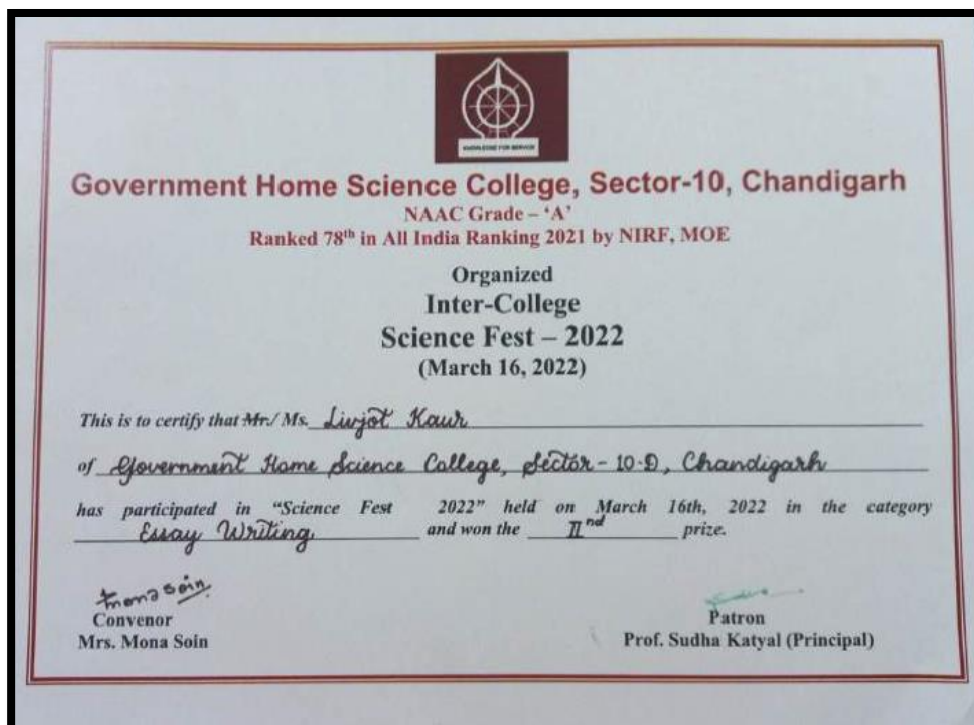 KNOWLEDGE FOR SERVICE
Government Home Science College, Sector-10, Chandigarh
NAAC Grade – ‘A’
Ranked 78th in All India Ranking 2021 by NIRF, MOE
Organized
Inter-College
Science Fest – 2022
(March 16, 2022)
This is to certify that Mr./ Ms. Livjot Kaur
of Government Home Science College, Sector - 10-D, Chandigarh
has participated in “Science Fest 2022” held on March 16th, 2022 in the category
Essay Writing and won the IInd prize.
Mona Soin
Convenor
Mrs. Mona Soin
Patron
Prof. Sudha Katyal (Principal)